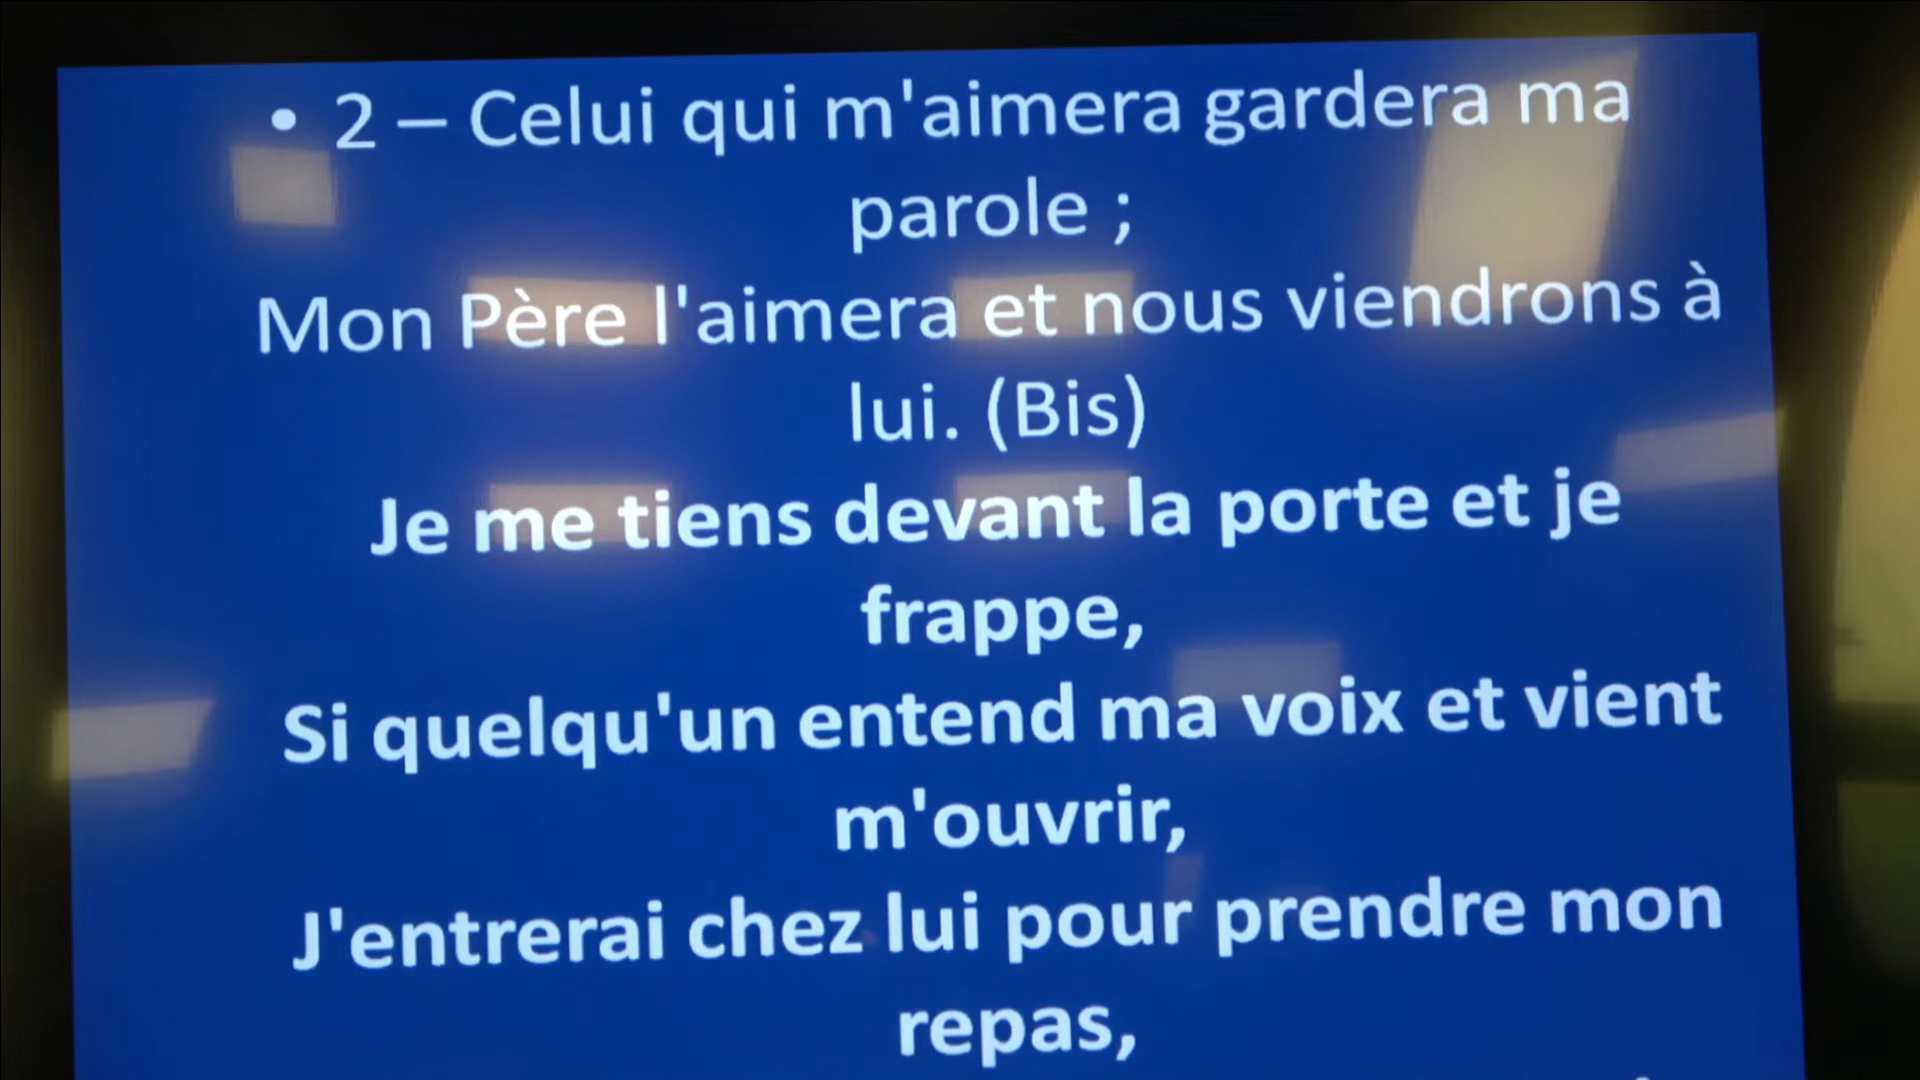 • 2 – Celui qui m'aimera gardera ma
parole ;
Mon Père l'aimera et nous viendrons à
lui. (Bis)
Je me tiens devant la porte et je
frappe,
Si quelqu'un entend ma voix et vient
m'ouvrir,
J'entrerai chez lui pour prendre mon
repas,